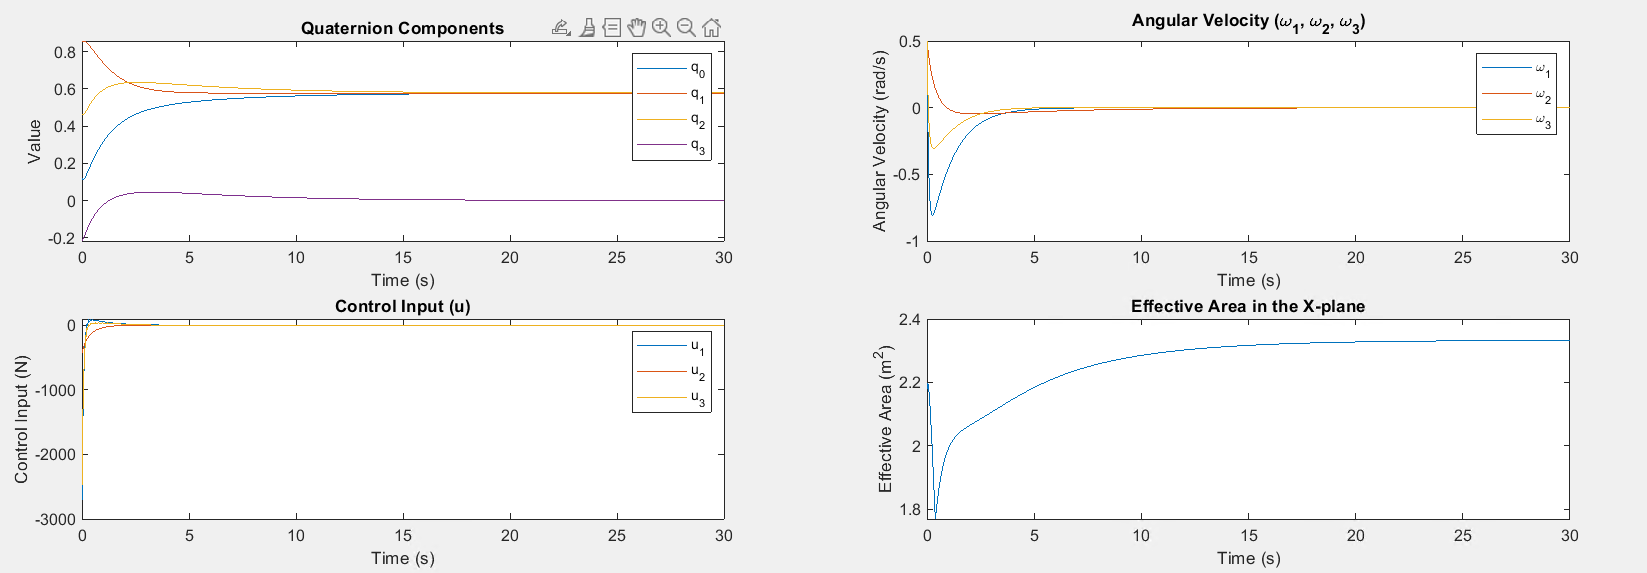 Quaternion Components
0.8
0.6
0.4
0.2
0
-0.2
Value
q0
q1
q2
q3
0 5 10 15 20 25 30
Time (s)
Angular Velocity (ω1, ω2, ω3)
0.5
0
-0.5
-1
Angular Velocity (rad/s)
ω1
ω2
ω3
0 5 10 15 20 25 30
Time (s)
Control Input (u)
0
-1000
-2000
-3000
Control Input (N)
u1
u2
u3
0 5 10 15 20 25 30
Time (s)
Effective Area in the X-plane
2.4
2.2
2
1.8
Effective Area (m2)
0 5 10 15 20 25 30
Time (s)